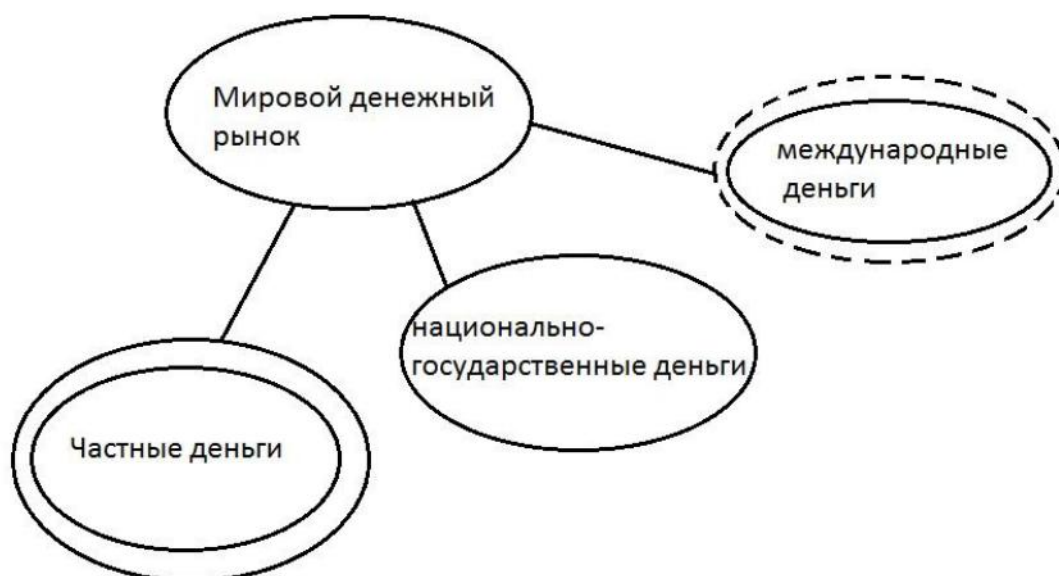 Мировой денежный
рынок
международные
деньги
национально-
государственные деньги
Частные деньги